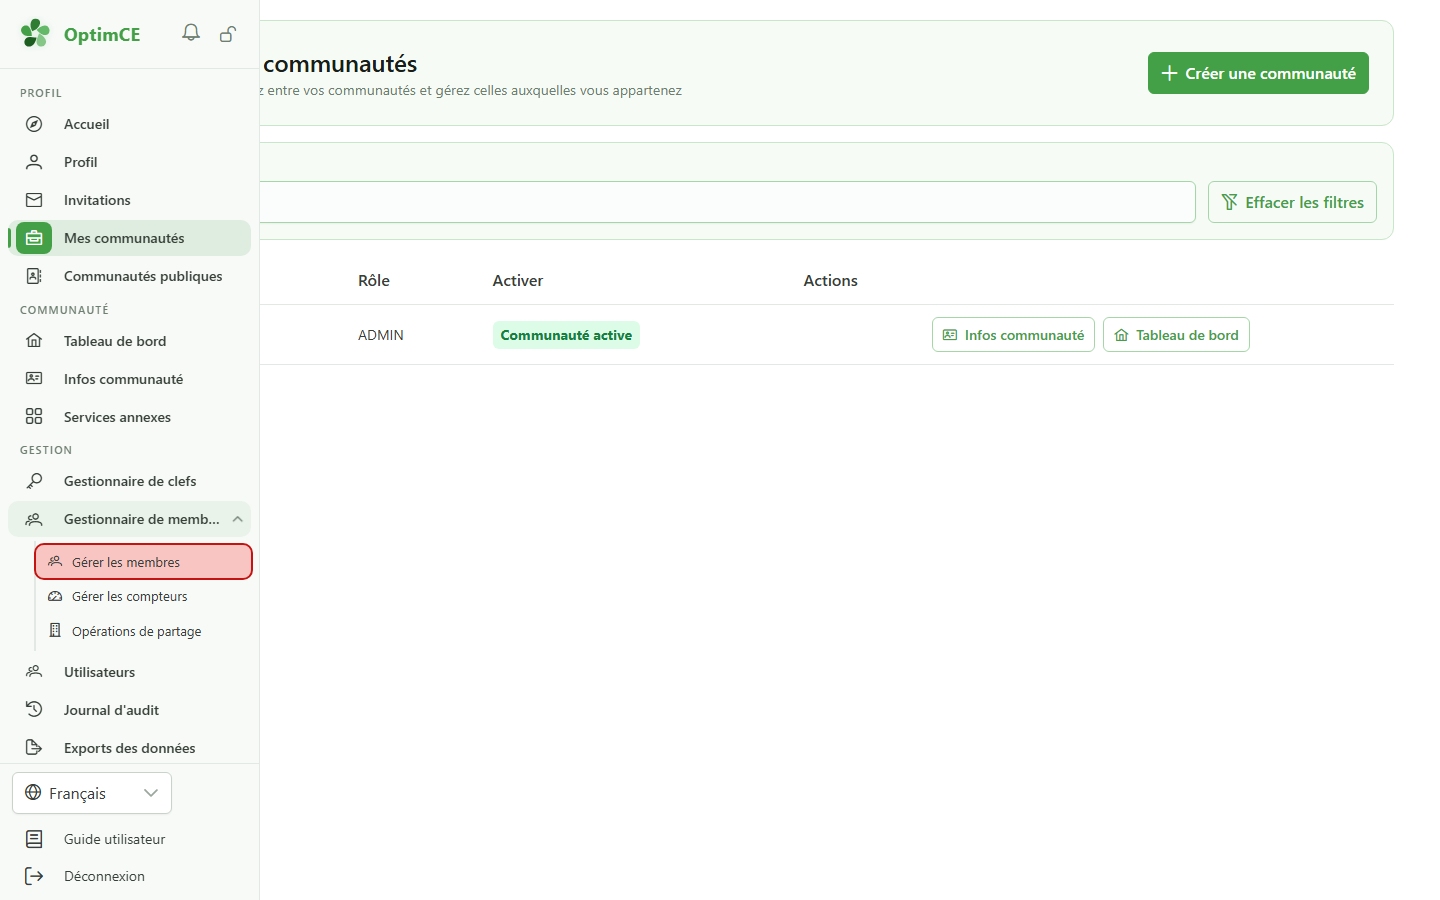 OptimCE
PROFIL
Accueil
Profil
Invitations
Mes communautés
Communautés publiques
COMMUNAUTÉ
Tableau de bord
Infos communauté
Services annexes
GESTION
Gestionnaire de clefs
Gestionnaire de memb...
Gérer les membres
Gérer les compteurs
Opérations de partage
Utilisateurs
Journal d'audit
Exports des données
Français
Guide utilisateur
Déconnexion
communautés
z entre vos communautés et gérez celles auxquelles vous appartenez
Créer une communauté
Effacer les filtres
Rôle Activer Actions
ADMIN Communauté active Infos communauté Tableau de bord